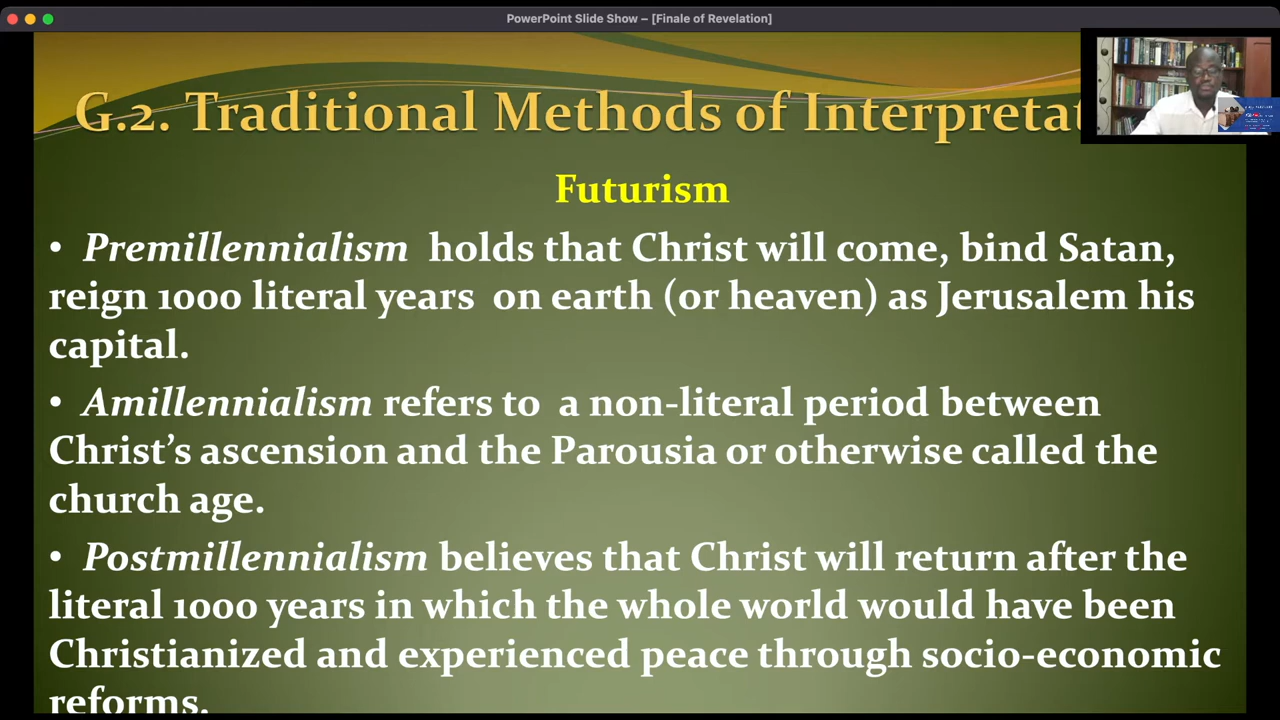 PowerPoint Slide Show – [Finale of Revelation]
G.2. Traditional Methods of Interpretat
Futurism
• Premillennialism holds that Christ will come, bind Satan,
reign 1000 literal years on earth (or heaven) as Jerusalem his
capital.
• Amillennialism refers to a non-literal period between
Christ’s ascension and the Parousia or otherwise called the
church age.
• Postmillennialism believes that Christ will return after the
literal 1000 years in which the whole world would have been
Christianized and experienced peace through socio-economic
reforms.